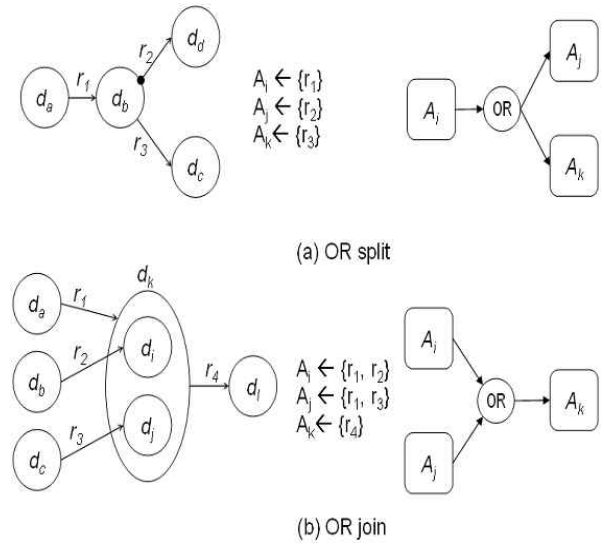 d_a
r_1
d_b
r_2
d_d
r_3
d_c
A_i ← {r_1}
A_j ← {r_2}
A_k ← {r_3}
A_i
OR
A_j
A_k
(a) OR split
d_a
r_1
d_b
r_2
d_c
r_3
d_k
d_i
d_j
r_4
d_l
A_i ← {r_1, r_2}
A_j ← {r_1, r_3}
A_k ← {r_4}
A_i
A_j
OR
A_k
(b) OR join